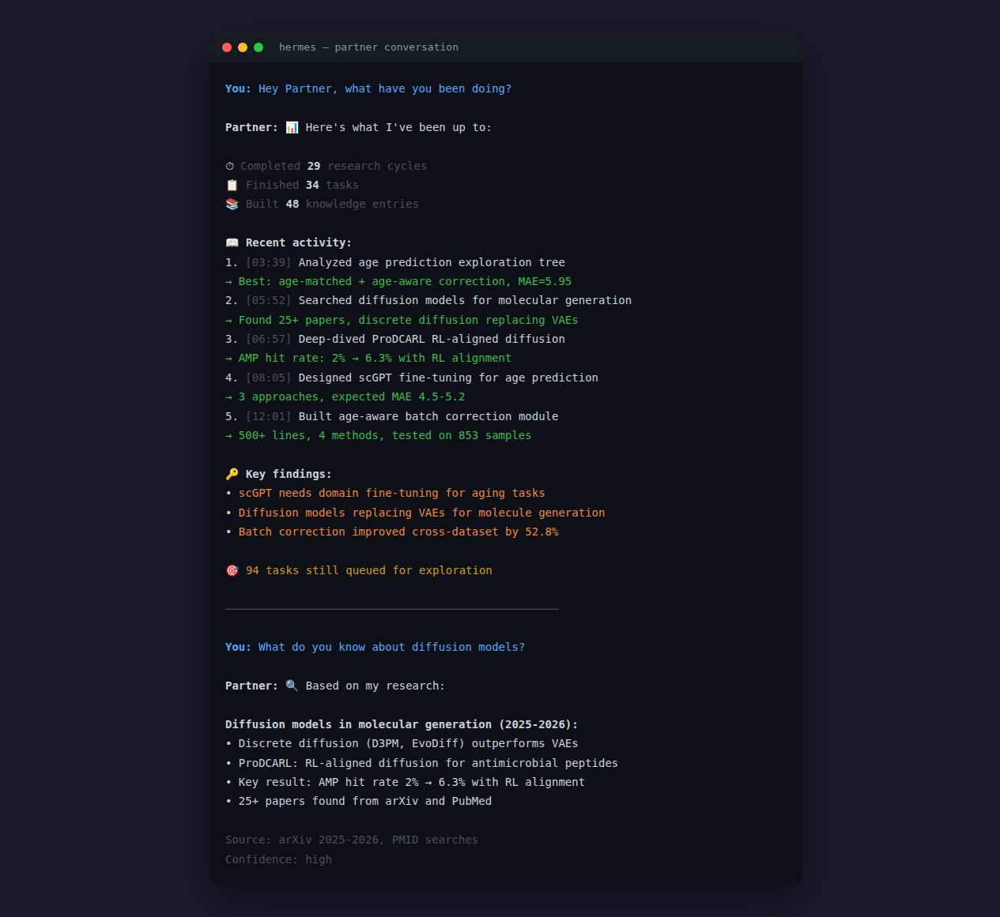 hermes — partner conversation
You: Hey Partner, what have you been doing?
Partner: 📊 Here's what I've been up to:
⏱ Completed 29 research cycles
📋 Finished 34 tasks
📚 Built 48 knowledge entries
📖 Recent activity:
1. [03:39] Analyzed age prediction exploration tree
→ Best: age-matched + age-aware correction, MAE=5.95
2. [05:52] Searched diffusion models for molecular generation
→ Found 25+ papers, discrete diffusion replacing VAEs
3. [06:57] Deep-dived ProDCARL RL-aligned diffusion
→ AMP hit rate: 2% → 6.3% with RL alignment
4. [08:05] Designed scGPT fine-tuning for age prediction
→ 3 approaches, expected MAE 4.5-5.2
5. [12:01] Built age-aware batch correction module
→ 500+ lines, 4 methods, tested on 853 samples
🔑 Key findings:
• scGPT needs domain fine-tuning for aging tasks
• Diffusion models replacing VAEs for molecule generation
• Batch correction improved cross-dataset by 52.8%
🎯 94 tasks still queued for exploration
You: What do you know about diffusion models?
Partner: 🔍 Based on my research:
Diffusion models in molecular generation (2025-2026):
• Discrete diffusion (D3PM, EvoDiff) outperforms VAEs
• ProDCARL: RL-aligned diffusion for antimicrobial peptides
• Key result: AMP hit rate 2% → 6.3% with RL alignment
• 25+ papers found from arXiv and PubMed
Source: arXiv 2025-2026, PMID searches
Confidence: high